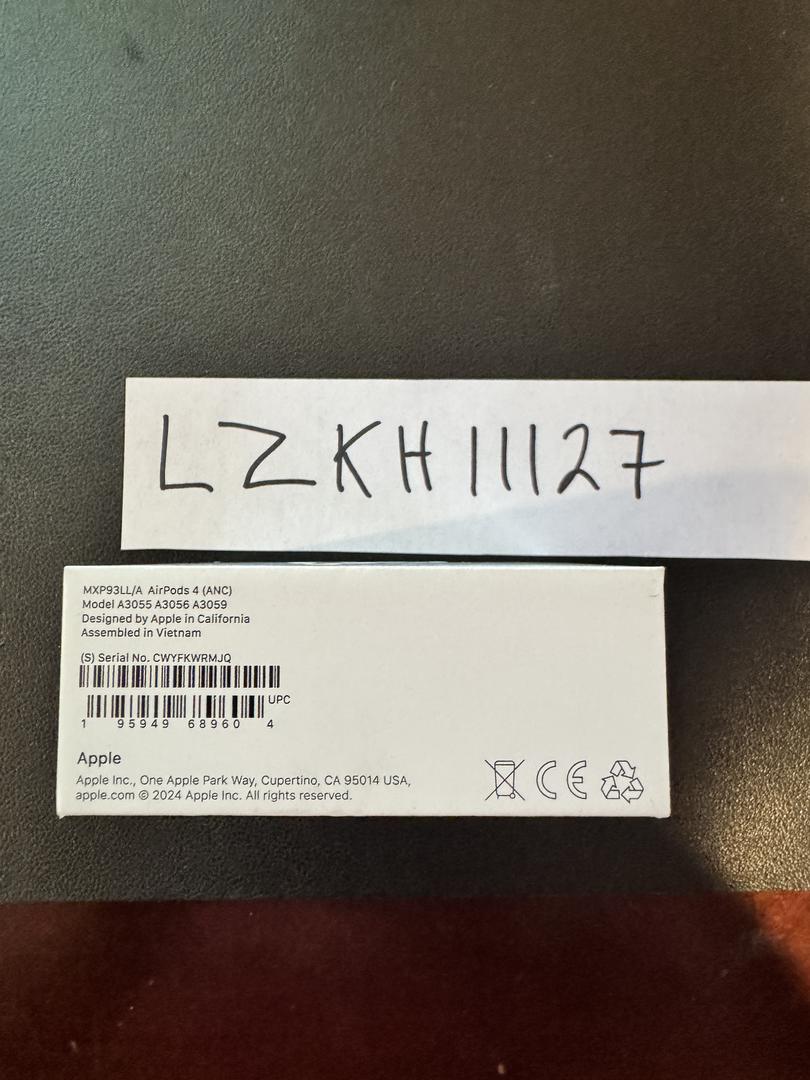 LZKH11127
MXP93LL/A AirPods 4 (ANC)
Model A3055 A3056 A3059
Designed by Apple in California
Assembled in Vietnam
(S) Serial No. CWYFKWRMJQ
UPC
1 95949 68960 4
Apple
Apple Inc., One Apple Park Way, Cupertino, CA 95014 USA,
apple.com © 2024 Apple Inc. All rights reserved.
CE